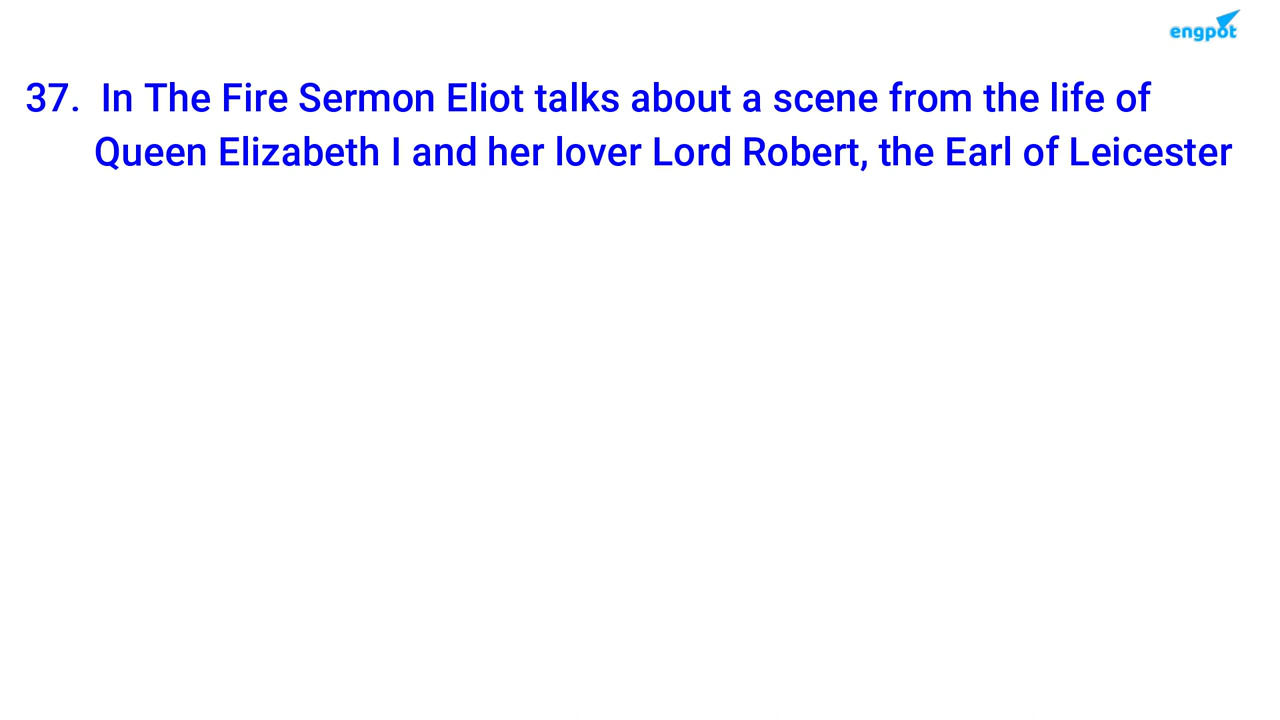 engpot
37. In The Fire Sermon Eliot talks about a scene from the life of
Queen Elizabeth I and her lover Lord Robert, the Earl of Leicester